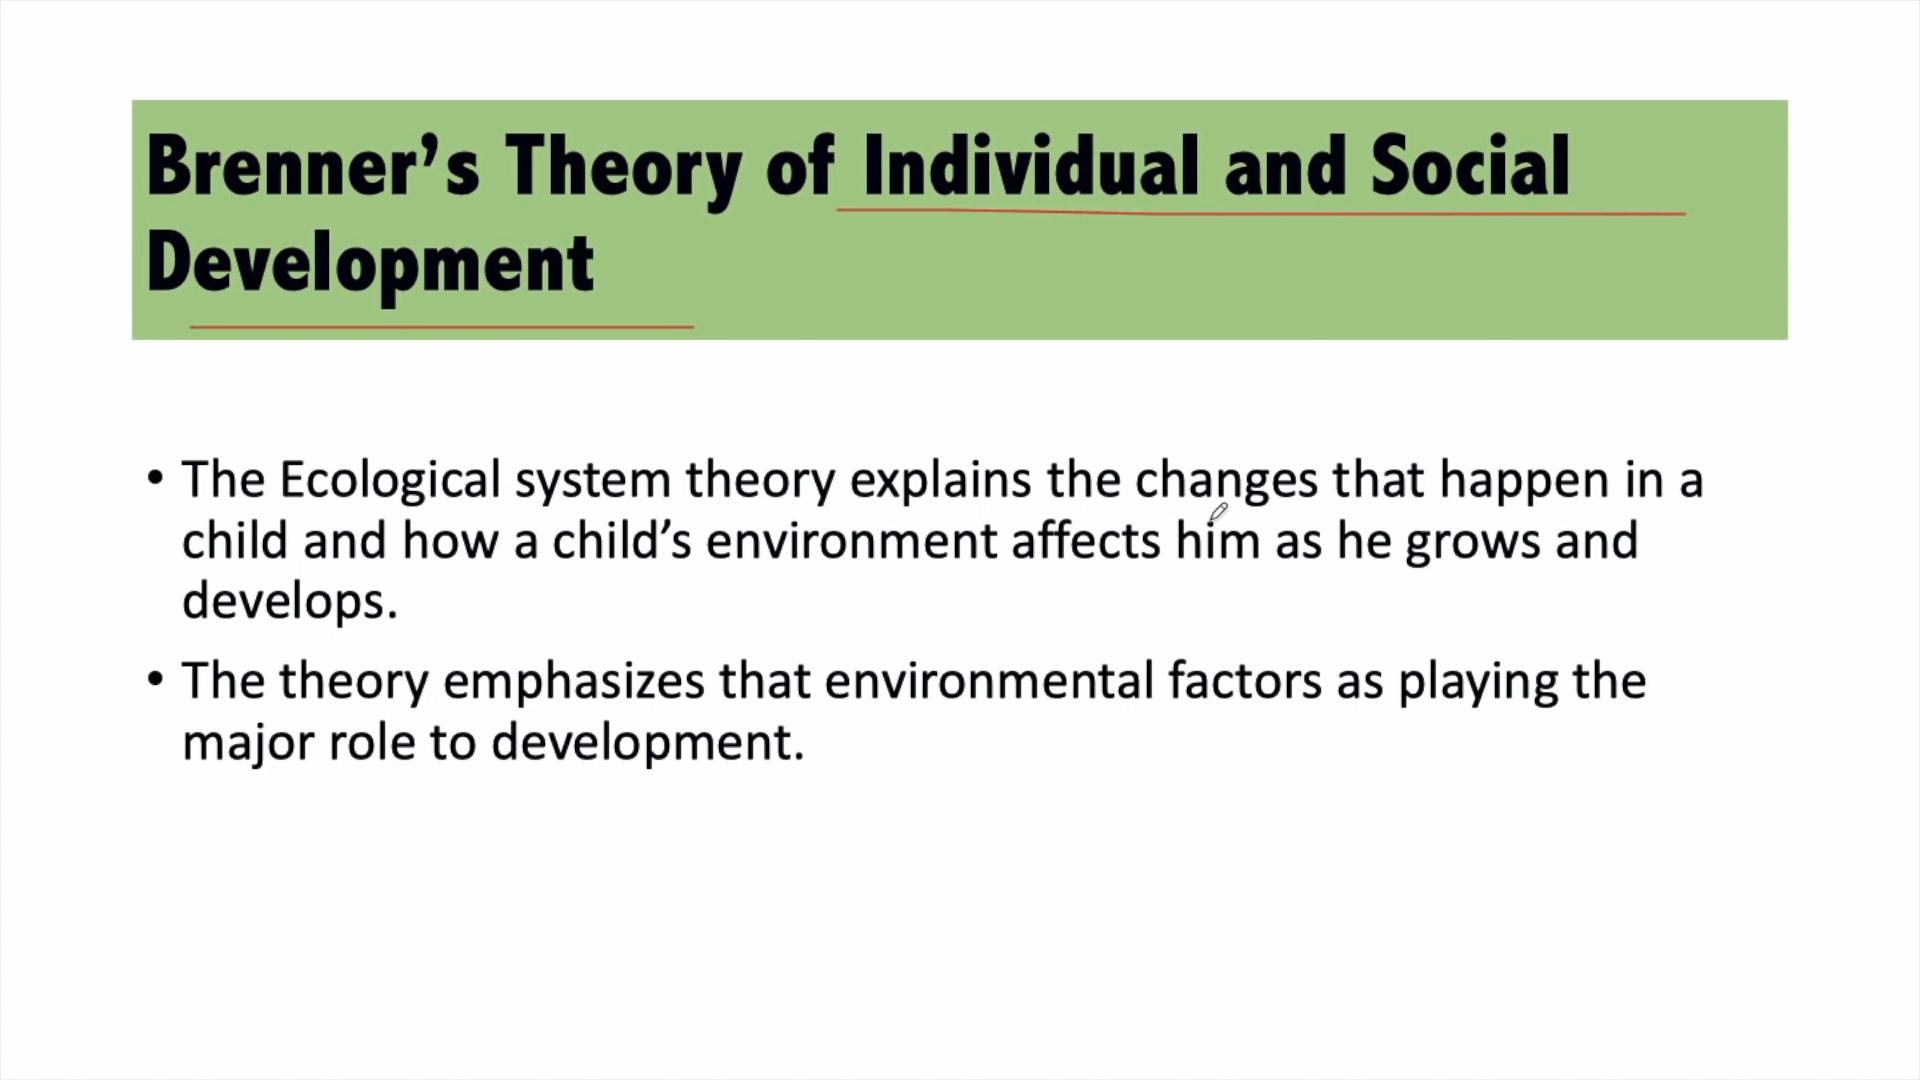 Brenner’s Theory of Individual and Social
Development
• The Ecological system theory explains the changes that happen in a
child and how a child’s environment affects him as he grows and
develops.
• The theory emphasizes that environmental factors as playing the
major role to development.